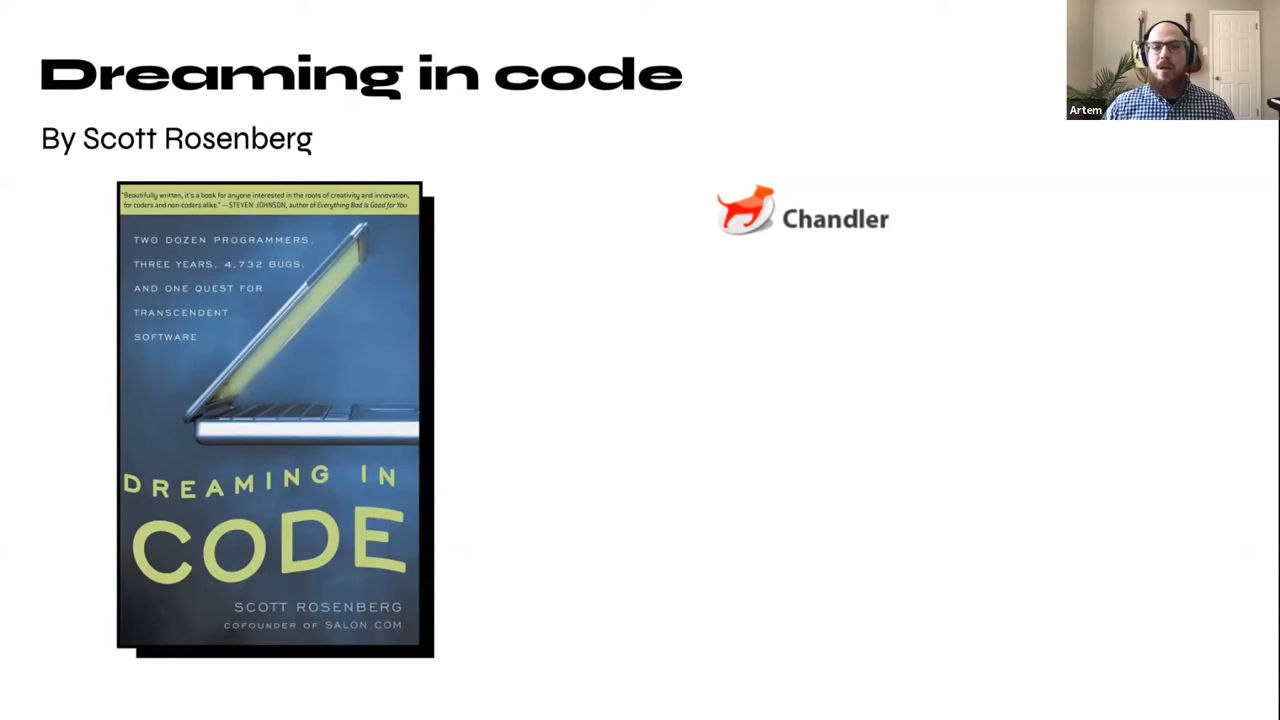 Dreaming in code
By Scott Rosenberg
Artem
"Beautifully written, it's a book for anyone interested in the roots of creativity and innovation,
for coders and non-coders alike." —STEVEN JOHNSON, author of Everything Bad Is Good for You
TWO DOZEN PROGRAMMERS,
THREE YEARS, 4,732 BUGS,
AND ONE QUEST FOR
TRANSCENDENT
SOFTWARE
DREAMING IN
CODE
SCOTT ROSENBERG
COFOUNDER OF SALON.COM
Chandler